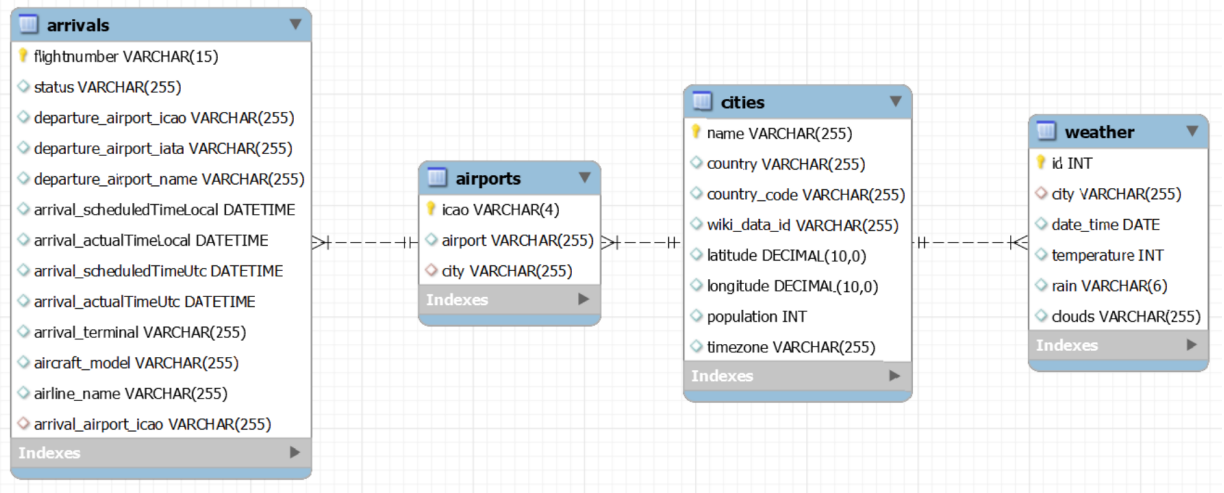 arrivals
flightnumber VARCHAR(15)
status VARCHAR(255)
departure_airport_icao VARCHAR(255)
departure_airport_iata VARCHAR(255)
departure_airport_name VARCHAR(255)
arrival_scheduledTimeLocal DATETIME
arrival_actualTimeLocal DATETIME
arrival_scheduledTimeUtc DATETIME
arrival_actualTimeUtc DATETIME
arrival_terminal VARCHAR(255)
aircraft_model VARCHAR(255)
airline_name VARCHAR(255)
arrival_airport_icao VARCHAR(255)
Indexes
airports
icao VARCHAR(4)
airport VARCHAR(255)
city VARCHAR(255)
Indexes
cities
name VARCHAR(255)
country VARCHAR(255)
country_code VARCHAR(255)
wiki_data_id VARCHAR(255)
latitude DECIMAL(10,0)
longitude DECIMAL(10,0)
population INT
timezone VARCHAR(255)
Indexes
weather
id INT
city VARCHAR(255)
date_time DATE
temperature INT
rain VARCHAR(6)
clouds VARCHAR(255)
Indexes